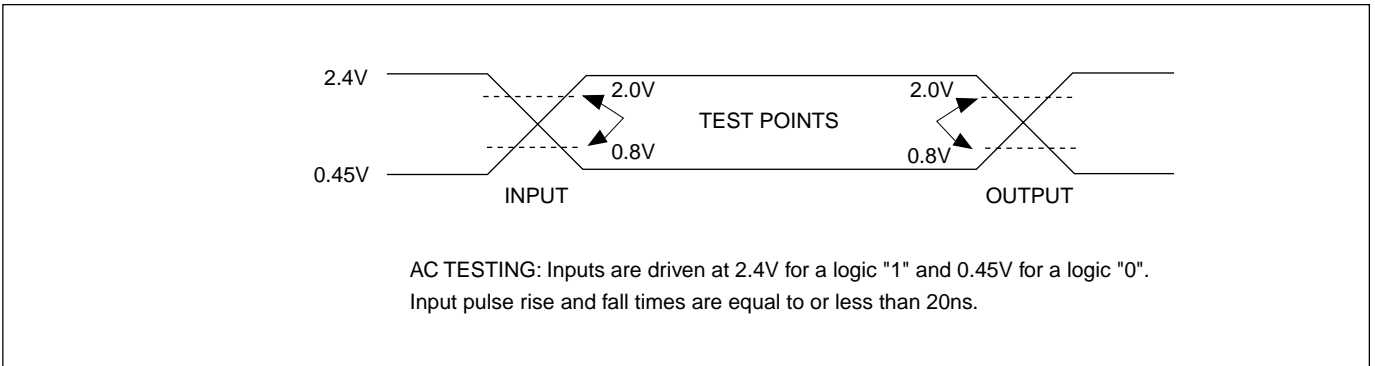 2.4V
2.0V
2.0V
TEST POINTS
0.8V
0.8V
0.45V
INPUT
OUTPUT
AC TESTING: Inputs are driven at 2.4V for a logic "1" and 0.45V for a logic "0".
Input pulse rise and fall times are equal to or less than 20ns.